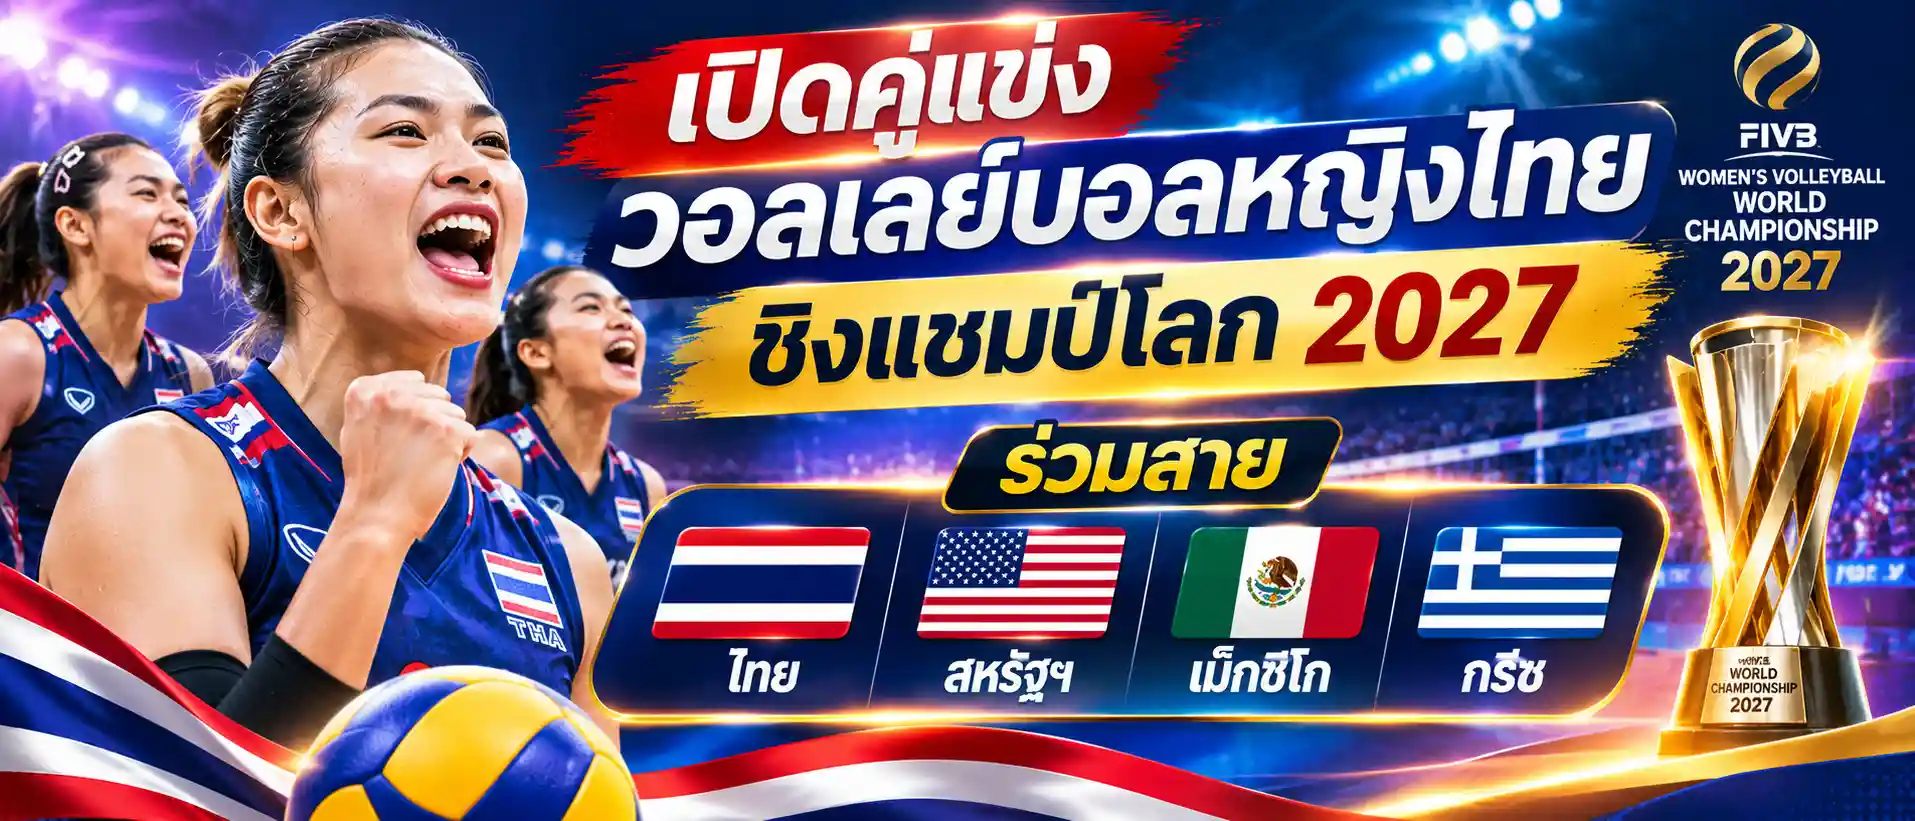 เปิดคู่แข่ง
วอลเลย์บอลหญิงไทย
ชิงแชมป์โลก 2027
FIVB
WOMEN'S VOLLEYBALL
WORLD
CHAMPIONSHIP
2027
ร่วมสาย
ไทย
สหรัฐฯ
เม็กซีโก
กรีซ
THA
WORLD
CHAMPIONSHIP
2027